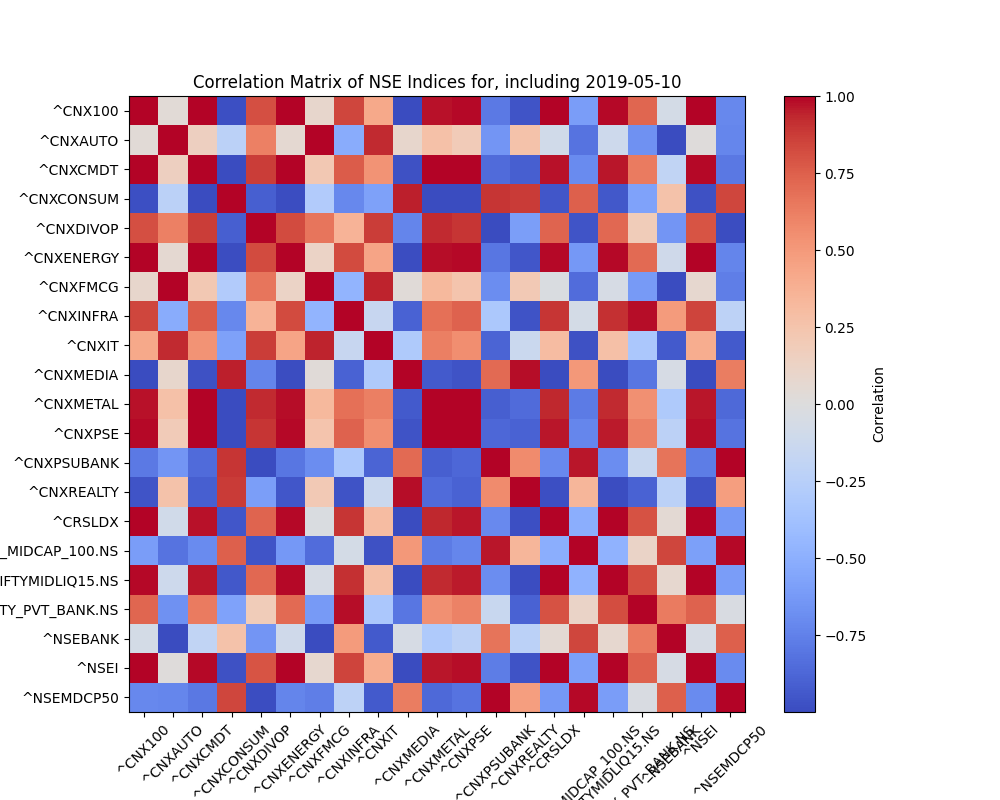 Correlation Matrix of NSE Indices for, including 2019-05-10
^CNX100
^CNXAUTO
^CNXCMDT
^CNXCONSUM
^CNXDIVOP
^CNXENERGY
^CNXFMCG
^CNXINFRA
^CNXIT
^CNXMEDIA
^CNXMETAL
^CNXPSE
^CNXPSUBANK
^CNXREALTY
^CRSLDX
_MIDCAP_100.NS
IFTYMIDLIQ15.NS
TY_PVT_BANK.NS
^NSEBANK
^NSEI
^NSEMDCP50
^CNX100
^CNXAUTO
^CNXCMDT
^CNXCONSUM
^CNXDIVOP
^CNXENERGY
^CNXFMCG
^CNXINFRA
^CNXIT
^CNXMEDIA
^CNXMETAL
^CNXPSE
^CNXPSUBANK
^CNXREALTY
^CRSLDX
MIDCAP_100.NS
TYMIDLIQ15.NS
PVT_BANK.NS
^NSEBANK
^NSEI
^NSEMDCP50
1.00
0.75
0.50
0.25
0.00
−0.25
−0.50
−0.75
Correlation